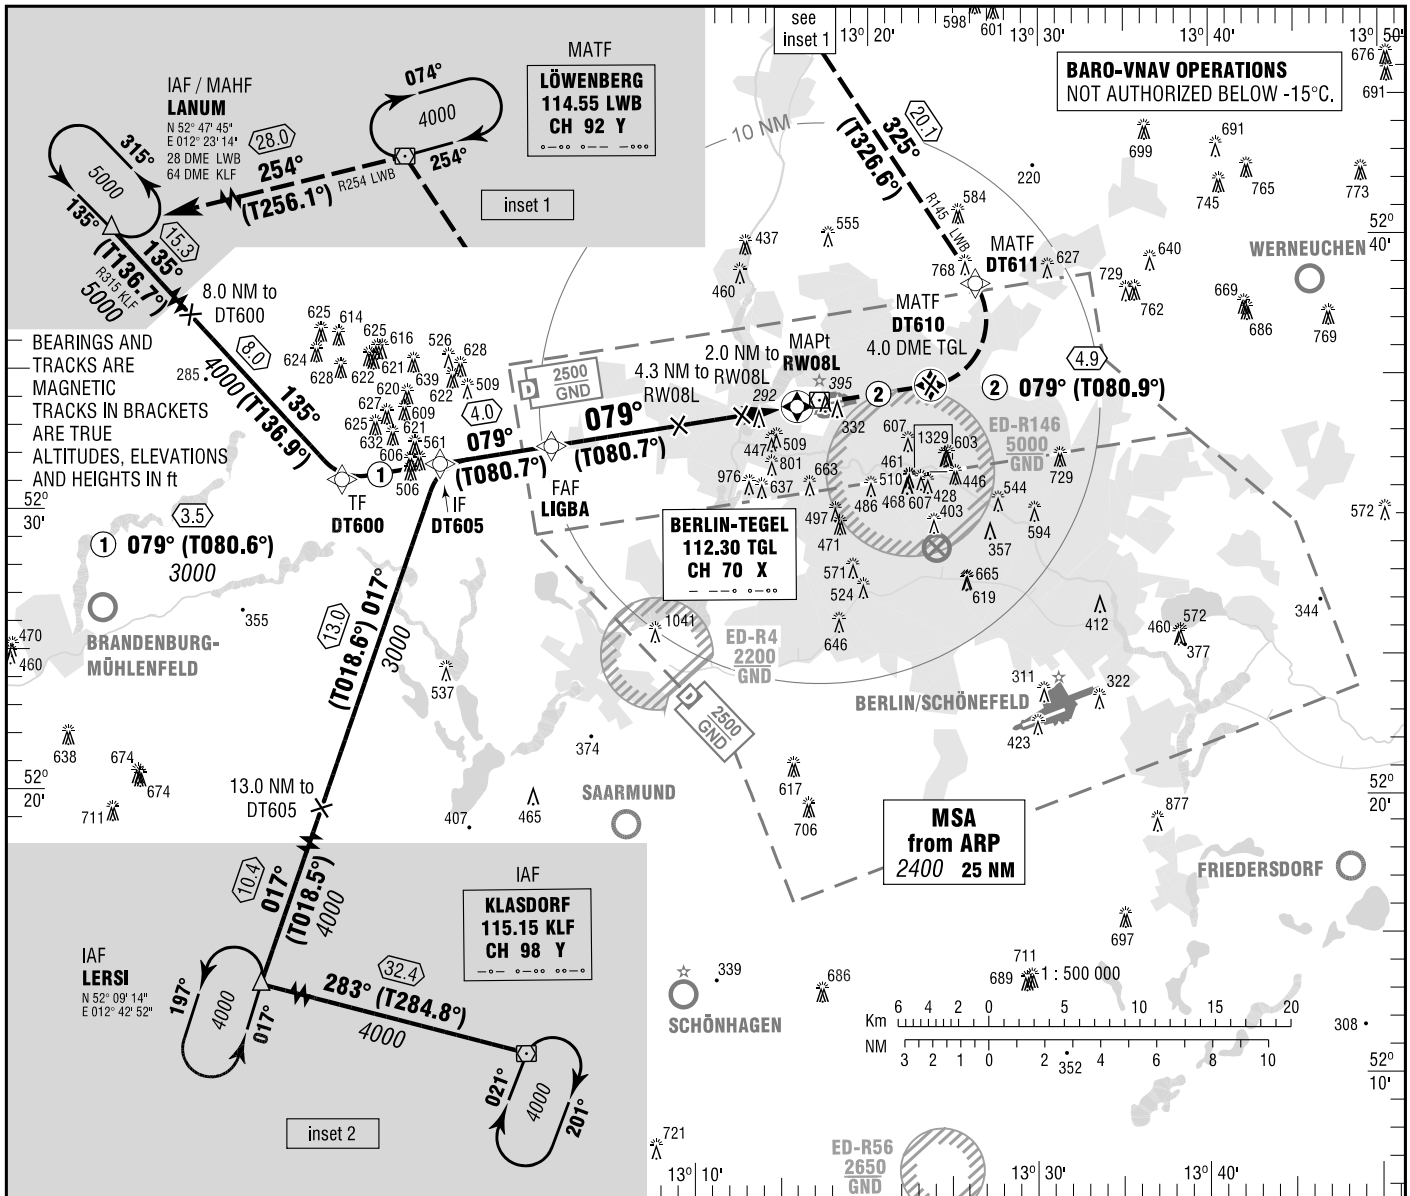 see
inset 1
598
601
13° 20'
13° 30'
13° 40'
13° 50'
676
691
BARO-VNAV OPERATIONS
NOT AUTHORIZED BELOW -15°C.
MATF
LÖWENBERG
114.55 LWB
CH 92 Y
IAF / MAHF
LANUM
N 52° 47' 45"
E 012° 23' 14"
28 DME LWB
64 DME KLF
074°
4000
254°
28.0
254°
(T256.1°)
R254 LWB
inset 1
315°
5000
135°
15.3
135°
(T136.7°)
R315 KLF
5000
8.0 NM to
DT600
8.0
135°
4000 (T136.9°)
10 NM
20.1
325°
(T326.6°)
R145 LWB
220
584
555
437
460
768
MATF
DT611
627
699
691
745
765
773
640
729
762
52°
40'
WERNEUCHEN
669
686
769
BEARINGS AND
TRACKS ARE
MAGNETIC
TRACKS IN BRACKETS
ARE TRUE
ALTITUDES, ELEVATIONS
AND HEIGHTS IN ft
285
625
614
624
628
625
616
622
621
526
628
639
622
509
620
627
609
625
621
632
561
606
506
4.0
079°
(T080.7°)
D
2500
GND
4.3 NM to
RW08L
2.0 NM to
RW08L
MAPt
RW08L
292
395
332
079°
(T080.7°)
MATF
DT610
4.0 DME TGL
2
4.9
2 079° (T080.9°)
ED-R146
5000
GND
607
1329
603
461
446
510
468
607
428
403
486
447
509
801
976
637
663
497
471
544
594
357
729
572
1
TF
DT600
IF
DT605
FAF
LIGBA
52°
30'
3.5
1 079° (T080.6°)
3000
BERLIN-TEGEL
112.30 TGL
CH 70 X
571
524
665
619
646
412
572
460
377
344
355
470
460
BRANDENBURG-
MÜHLENFELD
13.0
(T018.6°) 017°
3000
1041
ED-R4
2200
GND
537
D
2500
GND
311
322
BERLIN/SCHÖNEFELD
423
638
674
674
711
52°
20'
13.0 NM to
DT605
374
407
465
SAARMUND
617
706
MSA
from ARP
2400 25 NM
877
52°
20'
FRIEDERSDORF
10.4
017°
(T018.5°)
4000
IAF
KLASDORF
115.15 KLF
CH 98 Y
IAF
LERSI
N 52° 09' 14"
E 012° 42' 52"
197°
4000
017°
32.4
283° (T284.8°)
4000
021°
4000
201°
inset 2
339
SCHÖNHAGEN
686
697
711
689
1 : 500 000
Km
6 4 2 0 5 10 15 20
NM
3 2 1 0 2 4 6 8 10
352
308
52°
10'
721
ED-R56
2650
GND
13° 10'
13° 30'
13° 40'